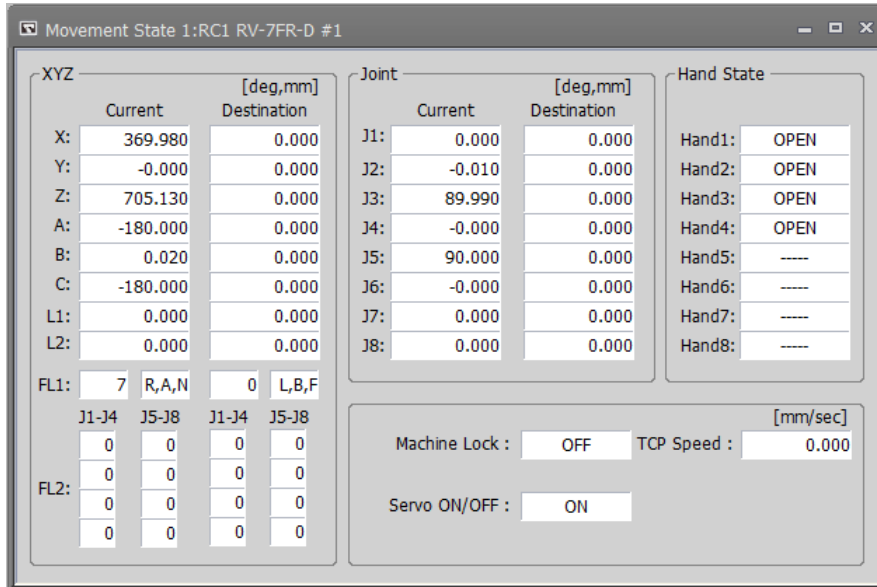 Movement State 1:RC1 RV-7FR-D #1
XYZ
[deg,mm]
Current Destination
X: 369.980 0.000
Y: -0.000 0.000
Z: 705.130 0.000
A: -180.000 0.000
B: 0.020 0.000
C: -180.000 0.000
L1: 0.000 0.000
L2: 0.000 0.000
FL1: 7 R,A,N 0 L,B,F
J1-J4 J5-J8 J1-J4 J5-J8
0 0 0 0
0 0 0 0
FL2:
0 0 0 0
0 0 0 0
Joint
[deg,mm]
Current Destination
J1: 0.000 0.000
J2: -0.010 0.000
J3: 89.990 0.000
J4: -0.000 0.000
J5: 90.000 0.000
J6: -0.000 0.000
J7: 0.000 0.000
J8: 0.000 0.000
Hand State
Hand1: OPEN
Hand2: OPEN
Hand3: OPEN
Hand4: OPEN
Hand5: -----
Hand6: -----
Hand7: -----
Hand8: -----
[mm/sec]
Machine Lock : OFF TCP Speed : 0.000
Servo ON/OFF : ON